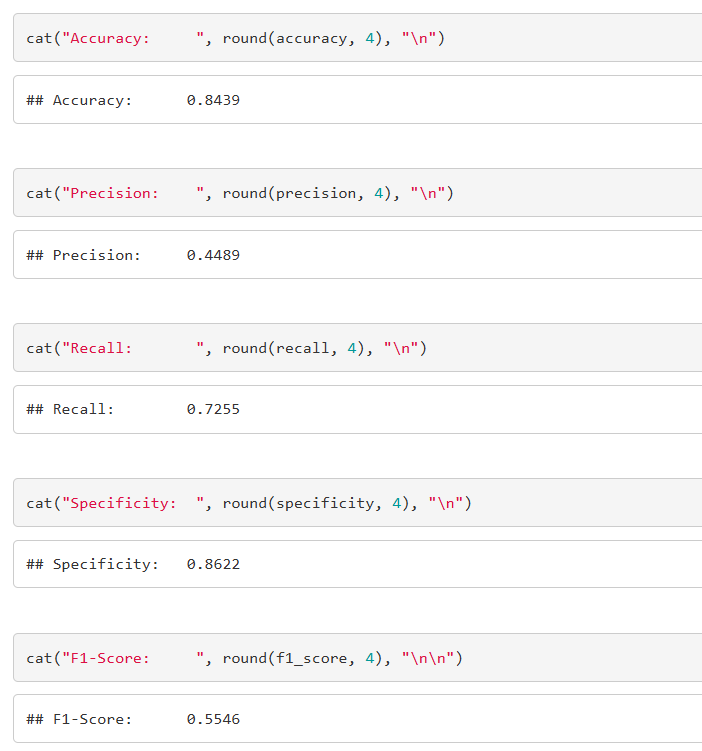 cat("Accuracy:     ", round(accuracy, 4), "\n")
## Accuracy:      0.8439
cat("Precision:    ", round(precision, 4), "\n")
## Precision:     0.4489
cat("Recall:       ", round(recall, 4), "\n")
## Recall:        0.7255
cat("Specificity:  ", round(specificity, 4), "\n")
## Specificity:   0.8622
cat("F1-Score:     ", round(f1_score, 4), "\n\n")
## F1-Score:      0.5546